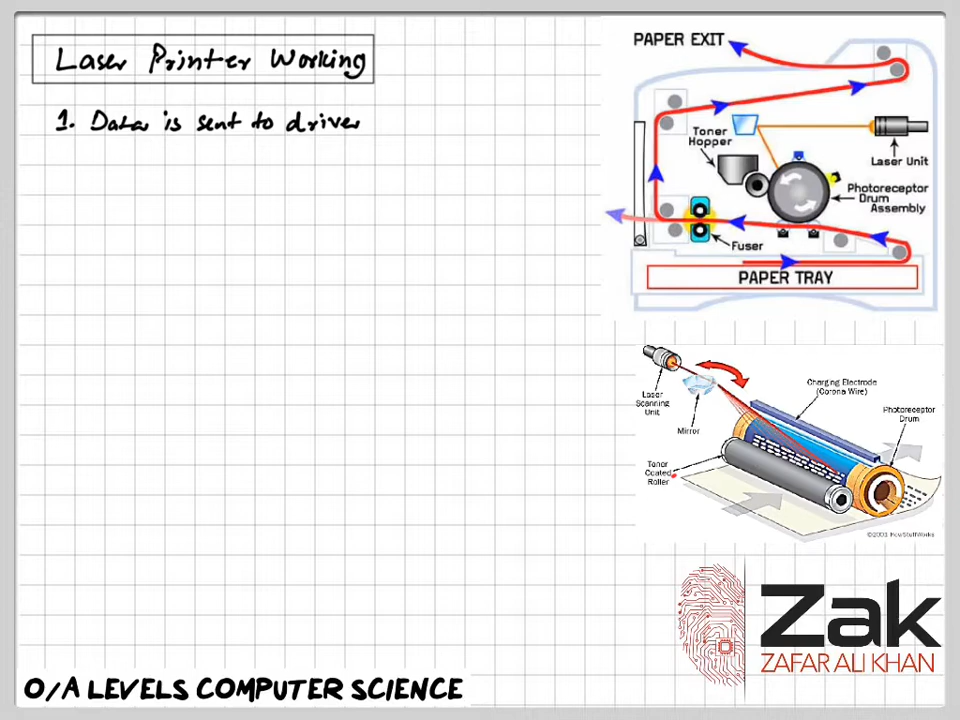 Laser Printer Working
1. Data is sent to driver
PAPER EXIT
Toner
Hopper
Laser Unit
Photoreceptor
Drum
Assembly
Fuser
PAPER TRAY
Charging Electrode
(Corona Wire)
Photoreceptor
Drum
Laser
Scanning
Unit
Mirror
Toner
Coated
Roller
©2001 HowStuffWorks
Zak
ZAFAR ALI KHAN
O/A LEVELS COMPUTER SCIENCE